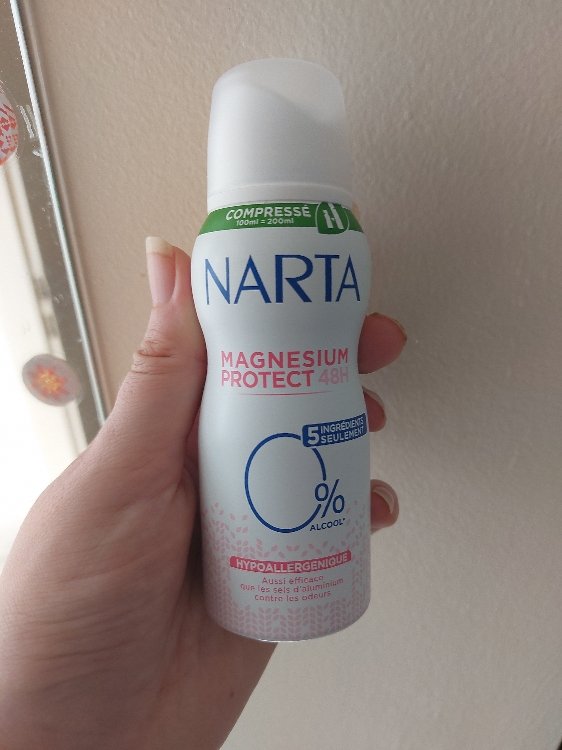 COMPRESSÉ
100ml = 200ml
NARTA
MAGNESIUM
PROTECT 48H
5 INGRÉDIENTS
SEULEMENT
0%
ALCOOL*
HYPOALLERGÉNIQUE
Aussi efficace
que les sels d'aluminium
contre les odeurs